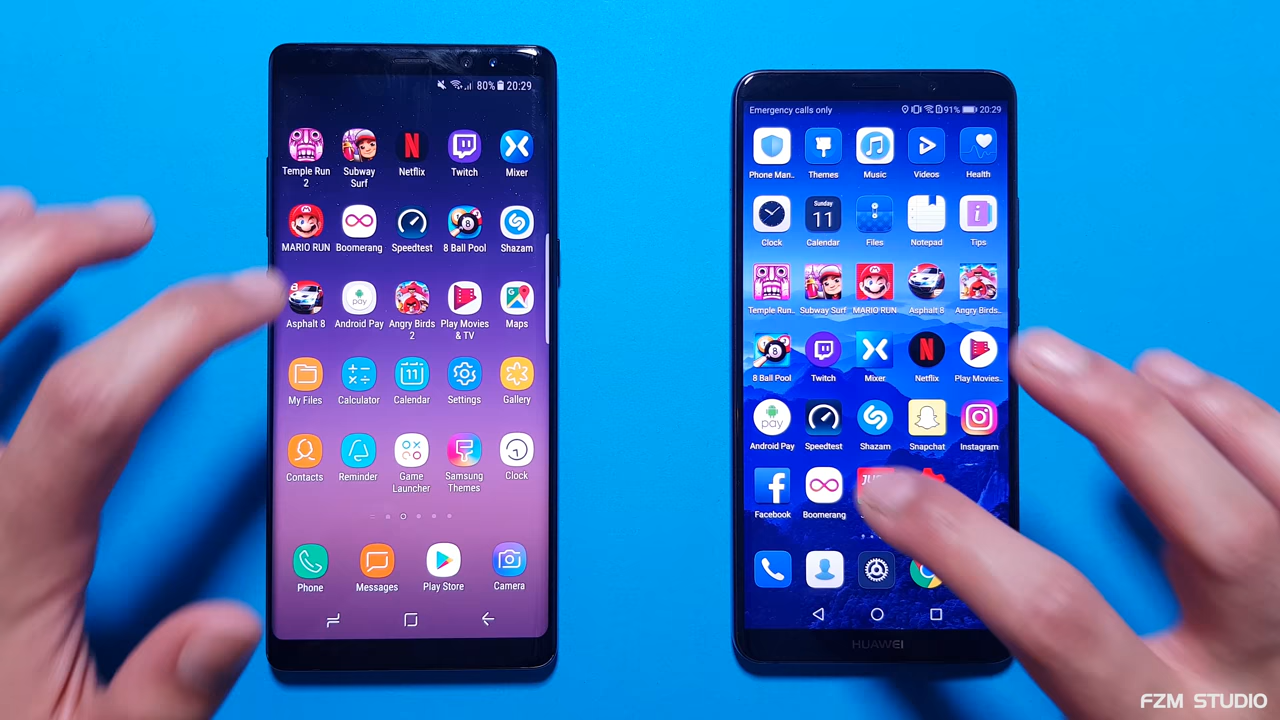 80% 20:29
Temple Run
2
Subway
Surf
Netflix
Twitch
Mixer
MARIO RUN
Boomerang
Speedtest
8 Ball Pool
Shazam
8
pay
G
Asphalt 8
Android Pay
Angry Birds
2
Play Movies
& TV
Maps
11
My Files
Calculator
Calendar
Settings
Gallery
Contacts
Reminder
Game
Launcher
Samsung
Themes
Clock
Phone
Messages
Play Store
Camera
Emergency calls only
91% 20:29
Phone Man..
Themes
Music
Videos
Health
Sunday
11
Clock
Calendar
Files
Notepad
Tips
Temple Run..
Subway Surf
MARIO RUN
Asphalt 8
Angry Birds..
8 Ball Pool
Twitch
Mixer
Netflix
Play Movies..
pay
Android Pay
Speedtest
Shazam
Snapchat
Instagram
Facebook
Boomerang
HUAWEI
FZM STUDIO